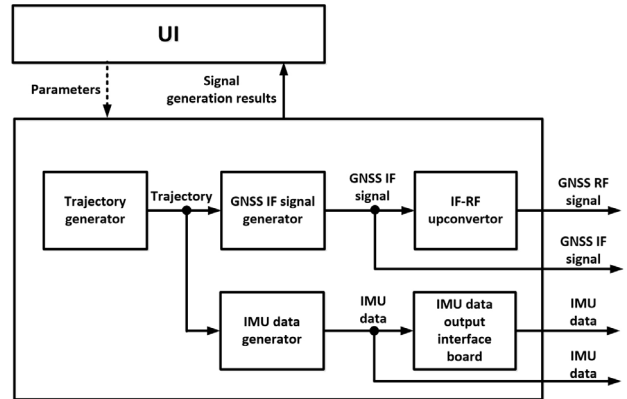 UI
Parameters
Signal
generation results
Trajectory
generator
Trajectory
GNSS IF signal
generator
GNSS IF
signal
IF-RF
upconvertor
GNSS RF
signal
GNSS IF
signal
IMU data
generator
IMU
data
IMU data
output
interface
board
IMU
data
IMU
data